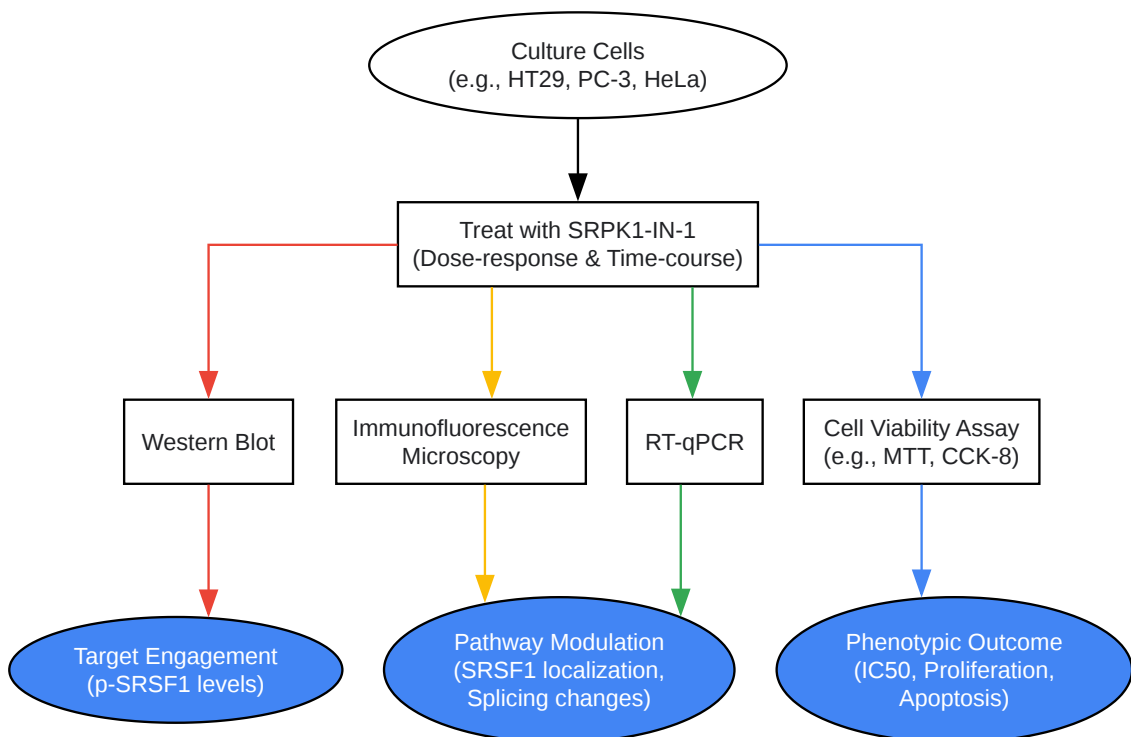 Culture Cells
(e.g., HT29, PC-3, HeLa)
Treat with SRPK1-IN-1
(Dose-response & Time-course)
Western Blot
Immunofluorescence
Microscopy
RT-qPCR
Cell Viability Assay
(e.g., MTT, CCK-8)
Target Engagement
(p-SRSF1 levels)
Pathway Modulation
(SRSF1 localization,
Splicing changes)
Phenotypic Outcome
(IC50, Proliferation,
Apoptosis)